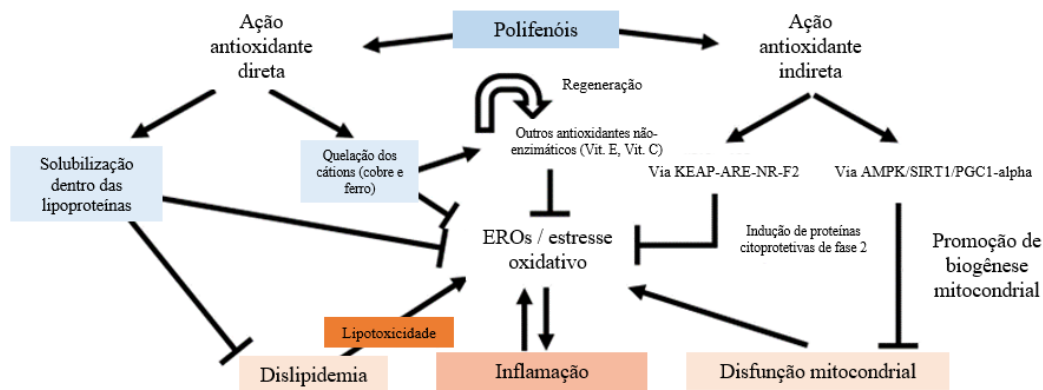 Ação
antioxidante
direta
Polifenóis
Ação
antioxidante
indireta
Regeneração
Outros antioxidantes não-
enzimáticos (Vit. E, Vit. C)
Solubilização
dentro das
lipoproteínas
Quelação dos
cátions (cobre e
ferro)
Via KEAP-ARE-NR-F2
Via AMPK/SIRT1/PGC1-alpha
EROs / estresse
oxidativo
Indução de proteínas
citoprotetivas de fase 2
Promoção de
biogênese
mitocondrial
Lipotoxicidade
Dislipidemia
Inflamação
Disfunção mitocondrial